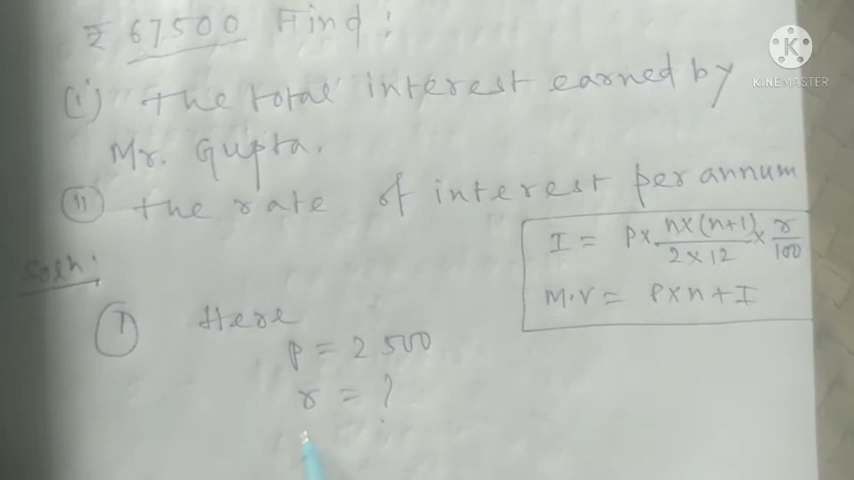 ₹ 67500 Find:
(i) the total interest earned by
Mr. Gupta.
(ii) the rate of interest per annum
I = P× n×(n+1)/2×12 × r/100
M.V = P×n+I
Soln:
(I) Here
P = 2500
r = ?
K
KINEMASTER